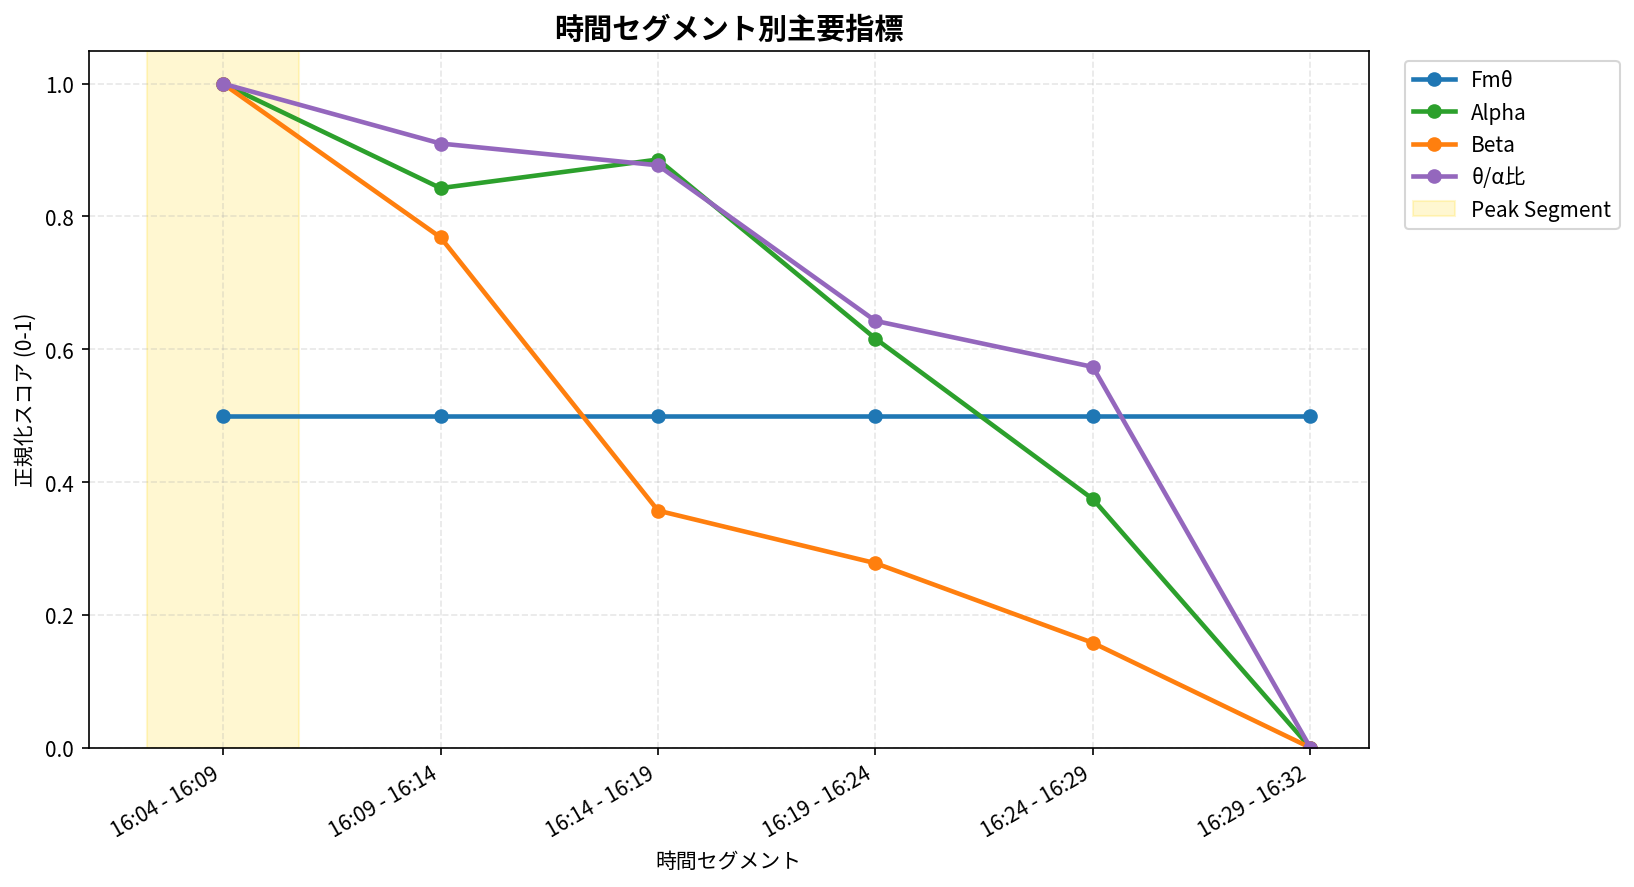 時間セグメント別主要指標
正規化スコア (0-1)
1.0
0.8
0.6
0.4
0.2
0.0
16:04 - 16:09
16:09 - 16:14
16:14 - 16:19
16:19 - 16:24
16:24 - 16:29
16:29 - 16:32
時間セグメント
Fmθ
Alpha
Beta
θ/α比
Peak Segment